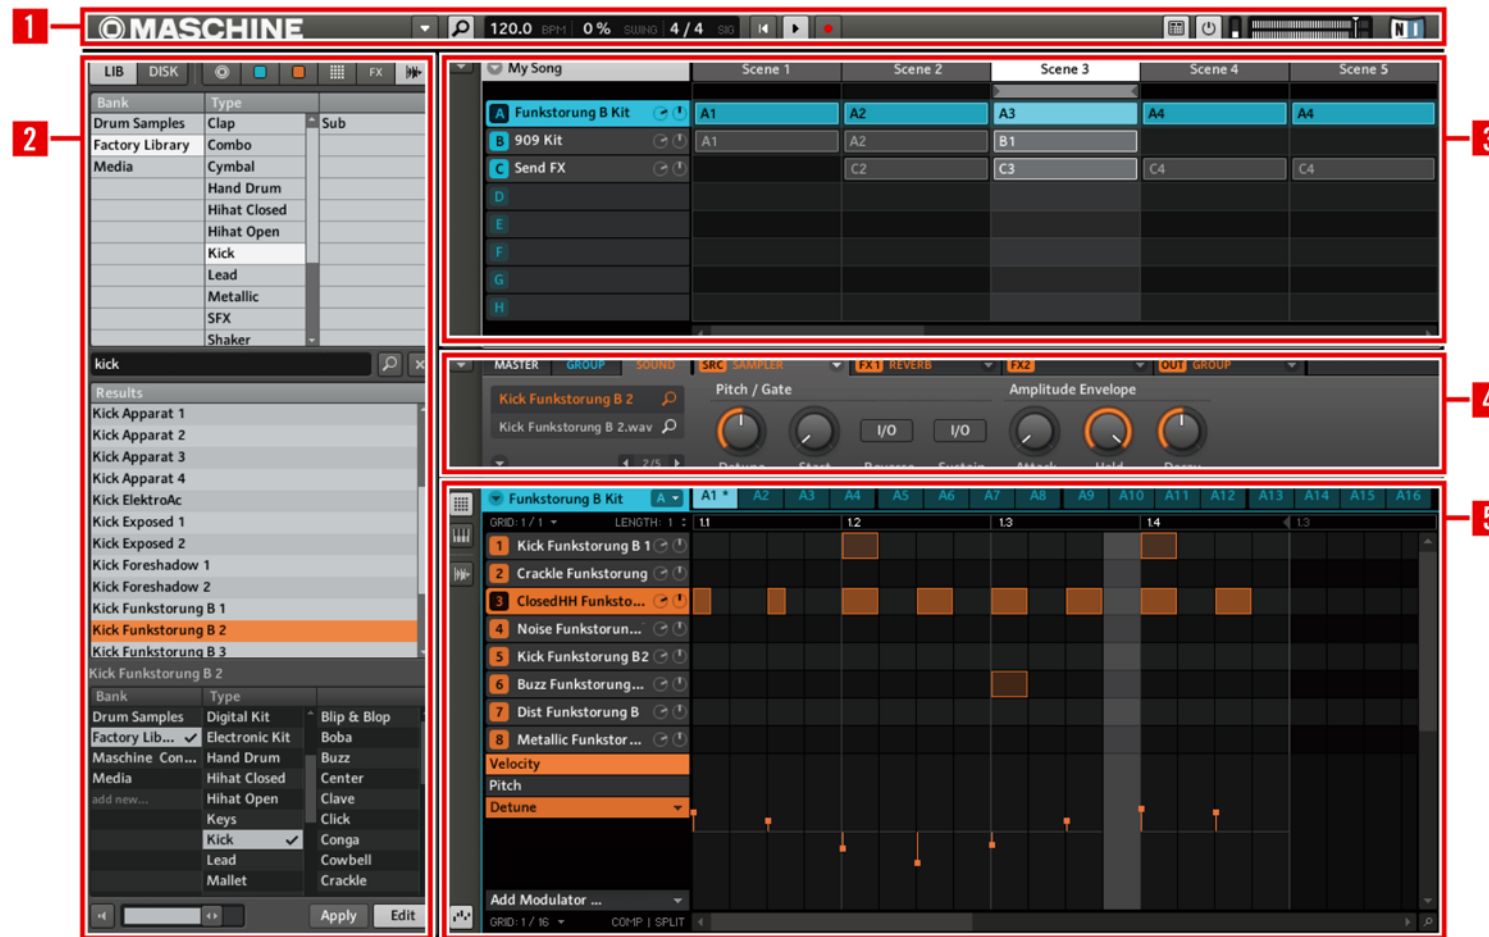 1
MASCHINE
120.0 BPM 0% SWING 4/4 SIG
NI
2
LIB DISK FX
Bank Type
Drum Samples Clap Sub
Factory Library Combo
Media Cymbal
Hand Drum
Hihat Closed
Hihat Open
Kick
Lead
Metallic
SFX
Shaker
kick
Results
Kick Apparat 1
Kick Apparat 2
Kick Apparat 3
Kick Apparat 4
Kick ElektroAc
Kick Exposed 1
Kick Exposed 2
Kick Foreshadow 1
Kick Foreshadow 2
Kick Funkstorung B 1
Kick Funkstorung B 2
Kick Funkstorung B 3
Kick Funkstorung B 2
Bank Type
Drum Samples Digital Kit Blip & Blop
Factory Lib... Electronic Kit Boba
Maschine Con... Hand Drum Buzz
Media Hihat Closed Center
add new... Hihat Open Clave
Keys Click
Kick Conga
Lead Cowbell
Mallet Crackle
Apply Edit
3
My Song Scene 1 Scene 2 Scene 3 Scene 4 Scene 5
A Funkstorung B Kit A1 A2 A3 A4 A4
B 909 Kit A1 A2 B1
C Send FX C2 C3 C4 C4
D
E
F
G
H
4
MASTER GROUP SOUND SRC SAMPLER FX1 REVERB FX2 OUT GROUP
Pitch / Gate Amplitude Envelope
Kick Funkstorung B 2
Kick Funkstorung B 2.wav I/O I/O
2/5 Detune Start Reverse Sustain Attack Hold Decay
5
Funkstorung B Kit A A1 * A2 A3 A4 A5 A6 A7 A8 A9 A10 A11 A12 A13 A14 A15 A16
GRID: 1 / 1 LENGTH: 1 1.1 1.2 1.3 1.4 1.3
1 Kick Funkstorung B 1
2 Crackle Funkstorung
3 ClosedHH Funksto...
4 Noise Funkstorun...
5 Kick Funkstorung B2
6 Buzz Funkstorung...
7 Dist Funkstorung B
8 Metallic Funkstor...
Velocity
Pitch
Detune
Add Modulator ...
GRID: 1 / 16 COMP | SPLIT